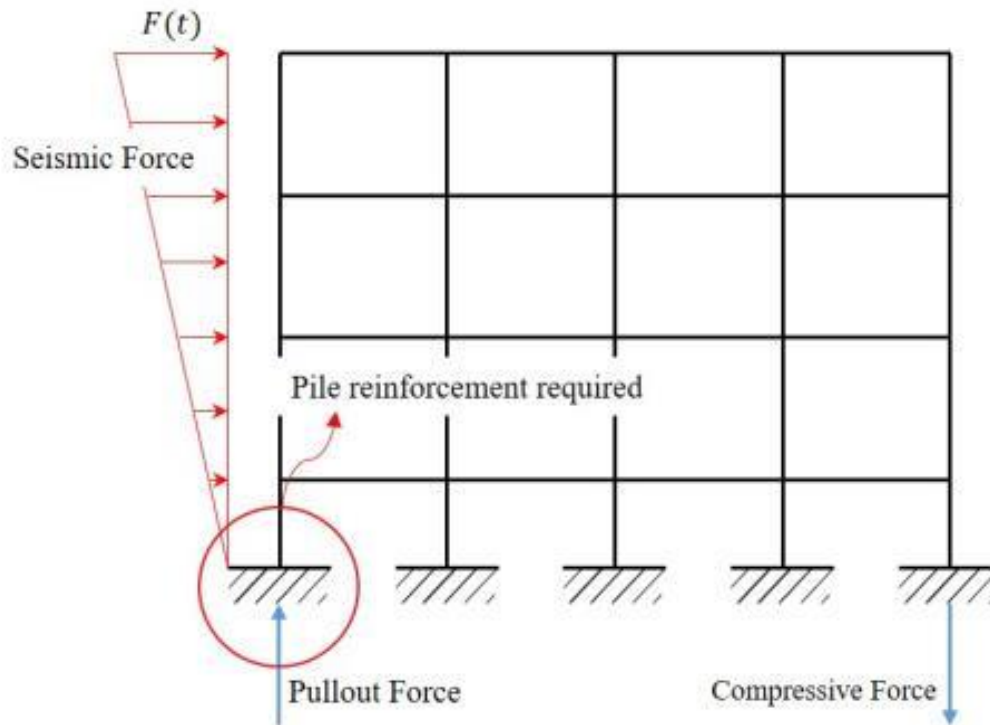 F(t)
Seismic Force
Pile reinforcement required
Pullout Force
Compressive Force